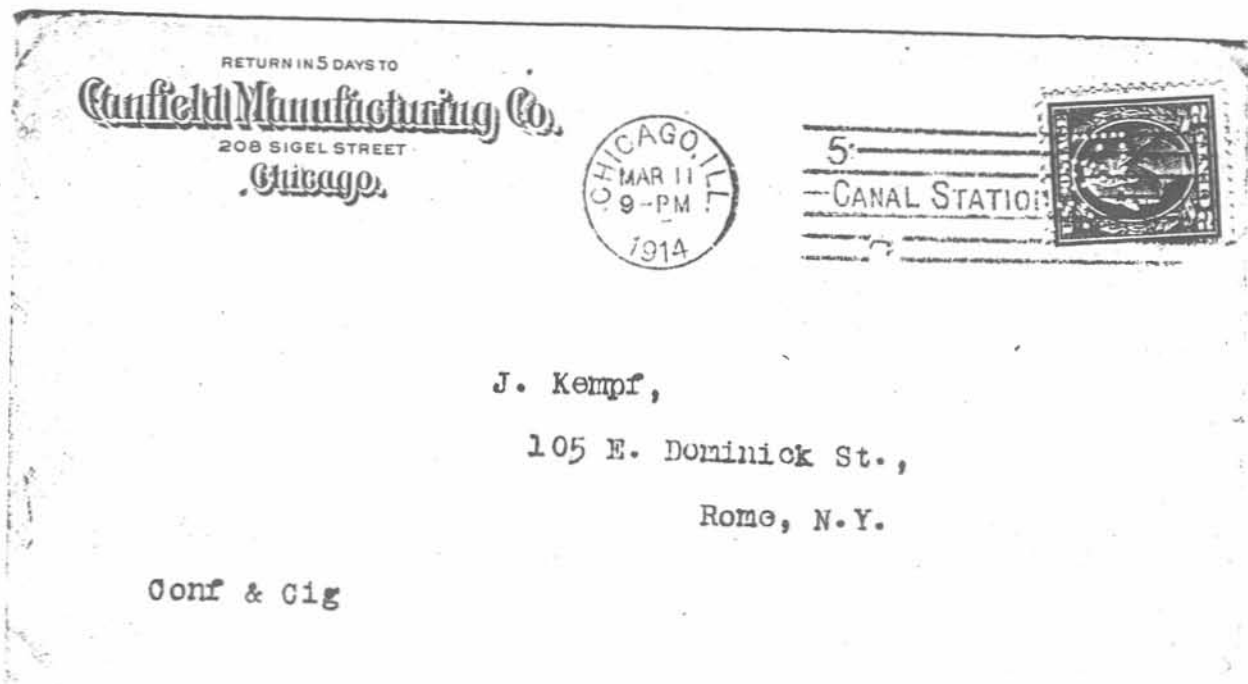 RETURN IN 5 DAYS TO
Canfield Manufacturing Co.
208 SIGEL STREET
Chicago.
CHICAGO, ILL.
MAR 11
9-PM
1914
5
CANAL STATION
J. Kempf,
105 E. Dominick St.,
Rome, N.Y.
Conf & Cig